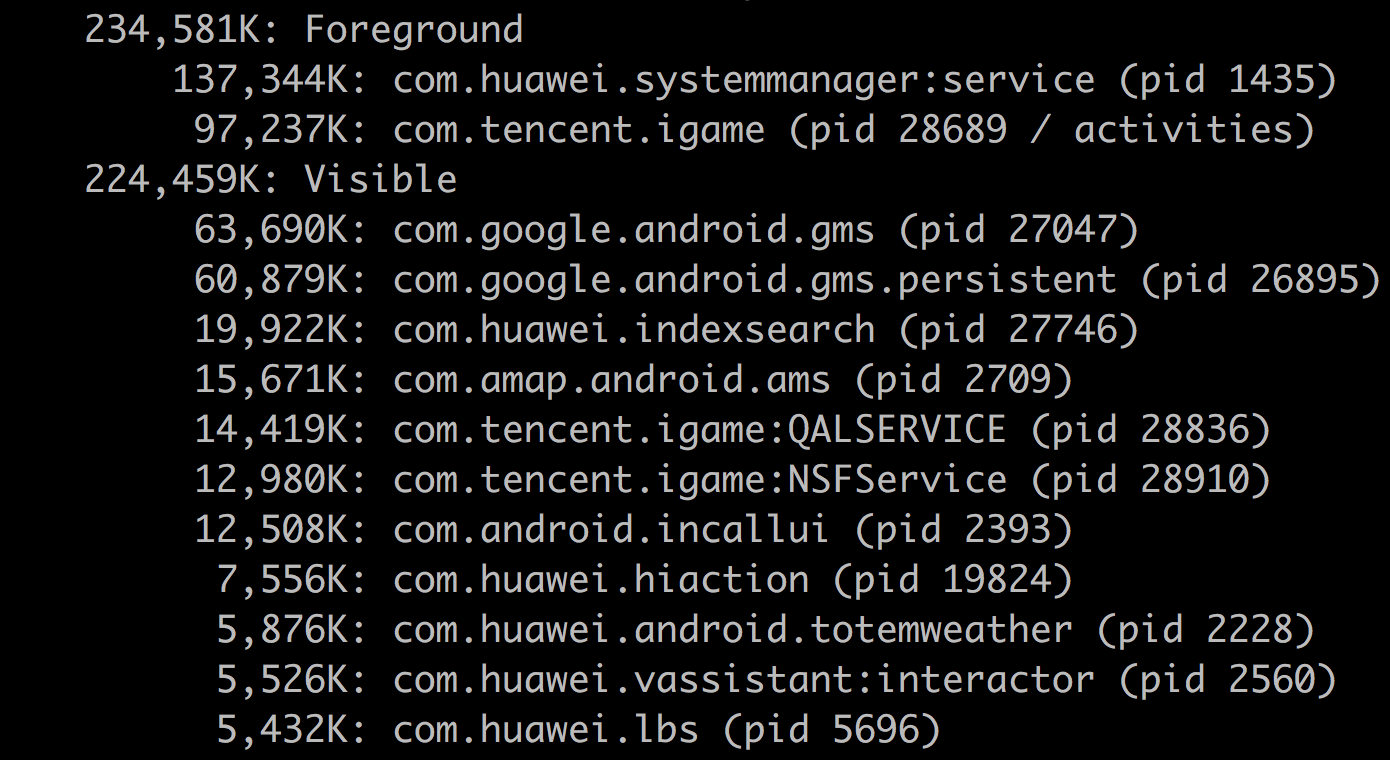 234,581K: Foreground
137,344K: com.huawei.systemmanager:service (pid 1435)
97,237K: com.tencent.igame (pid 28689 / activities)
224,459K: Visible
63,690K: com.google.android.gms (pid 27047)
60,879K: com.google.android.gms.persistent (pid 26895)
19,922K: com.huawei.indexsearch (pid 27746)
15,671K: com.amap.android.ams (pid 2709)
14,419K: com.tencent.igame:QALSERVICE (pid 28836)
12,980K: com.tencent.igame:NSFService (pid 28910)
12,508K: com.android.incallui (pid 2393)
7,556K: com.huawei.hiaction (pid 19824)
5,876K: com.huawei.android.totemweather (pid 2228)
5,526K: com.huawei.vassistant:interactor (pid 2560)
5,432K: com.huawei.lbs (pid 5696)